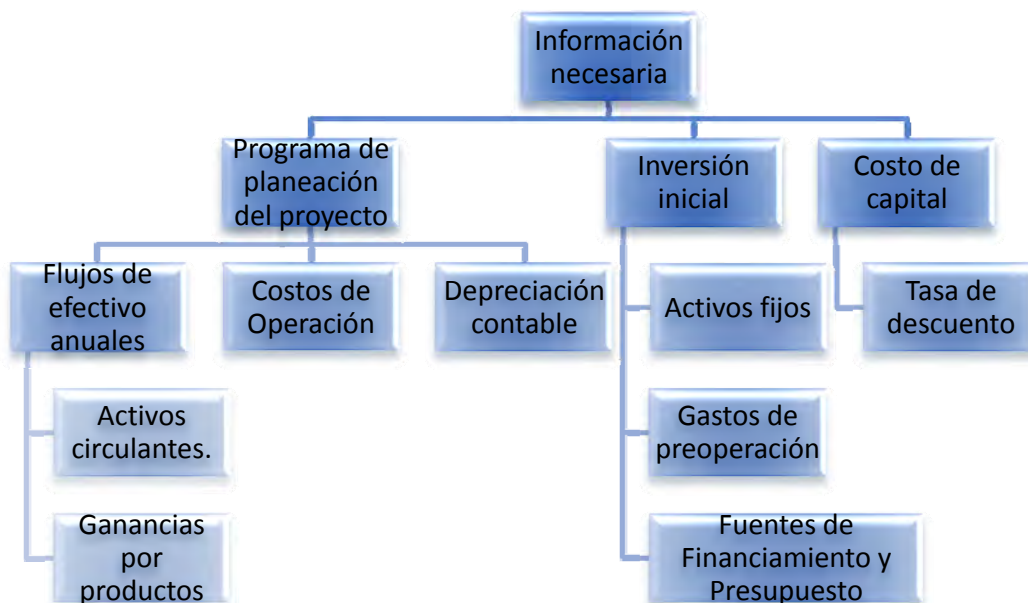 Información
necesaria
Programa de
planeación
del proyecto
Inversión
inicial
Costo de
capital
Flujos de
efectivo
anuales
Costos de
Operación
Depreciación
contable
Activos fijos
Tasa de
descuento
Activos
circulantes.
Gastos de
preoperación
Ganancias
por
productos
Fuentes de
Financiamiento y
Presupuesto